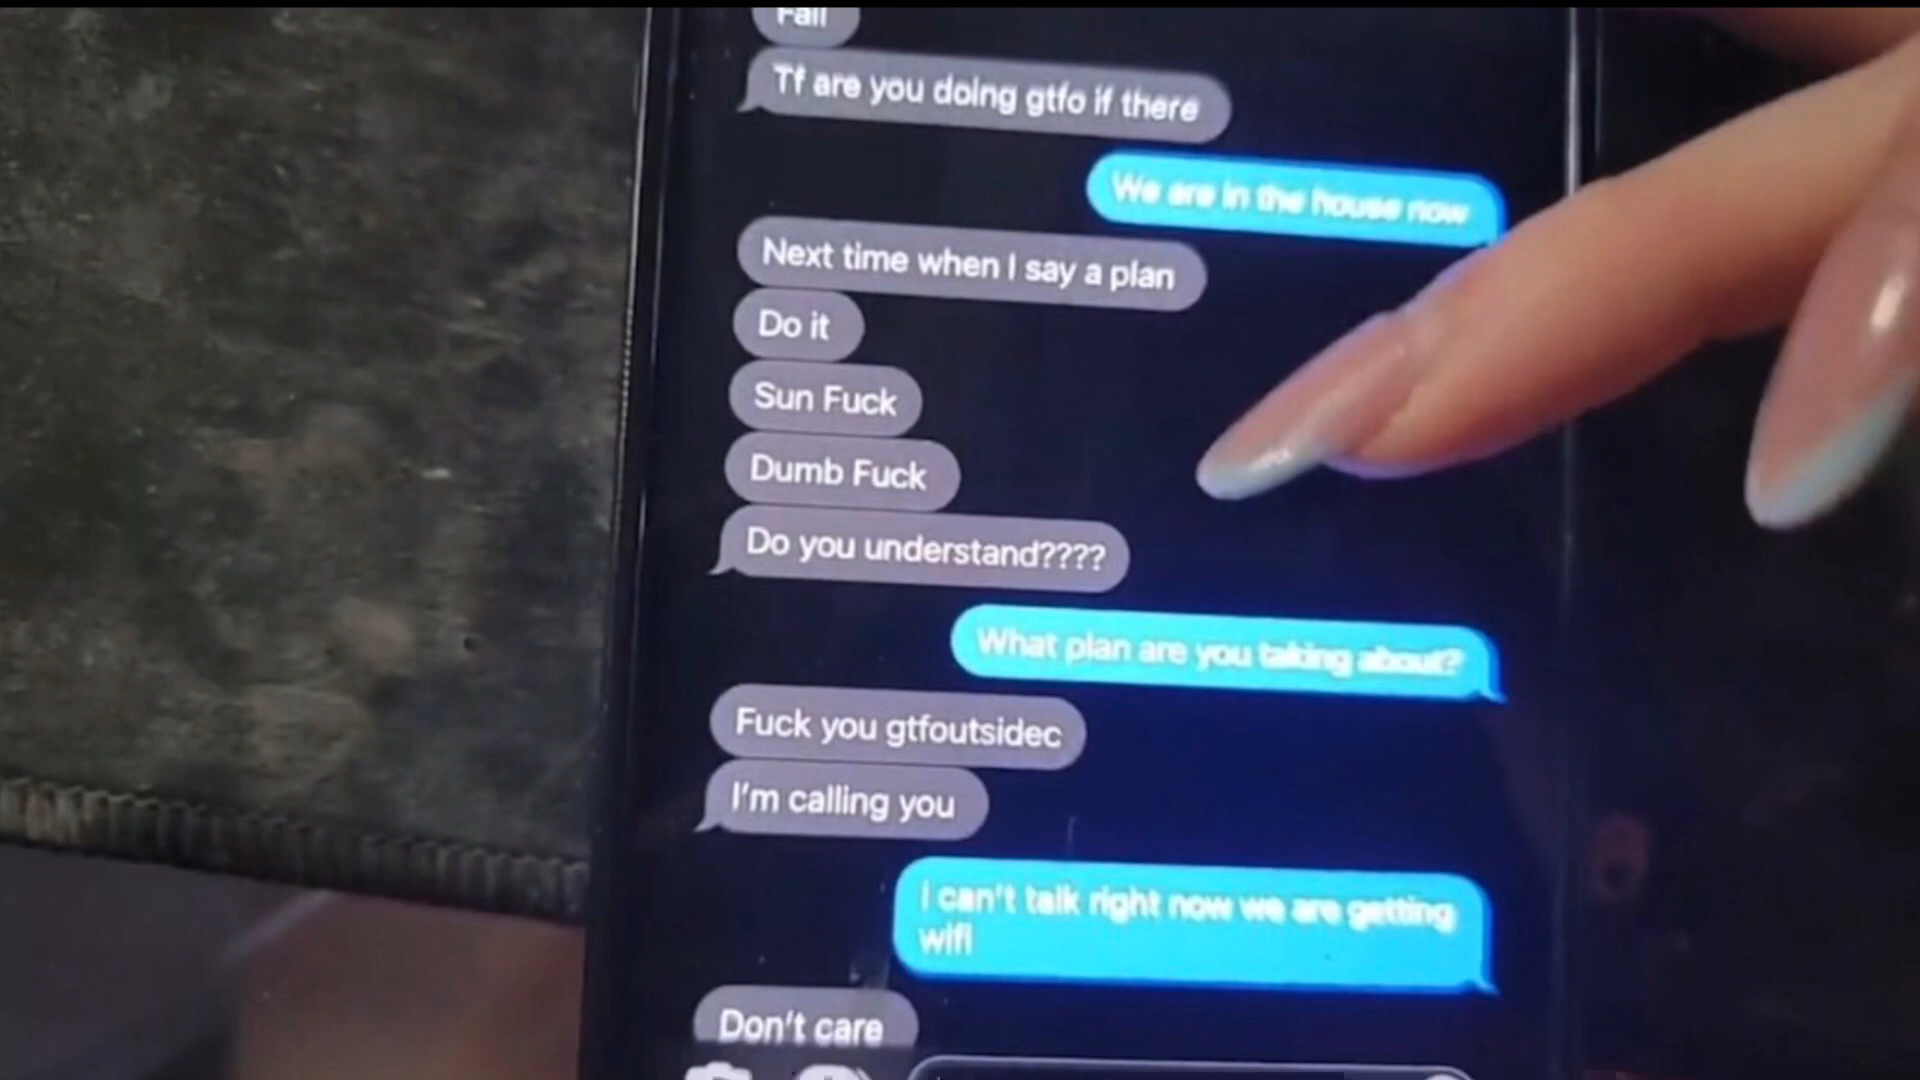 Fall
Tf are you doing gtfo if there
We are in the house now
Next time when I say a plan
Do it
Sun Fuck
Dumb Fuck
Do you understand????
What plan are you taking about?
Fuck you gtfoutsidec
I'm calling you
I can't talk right now we are getting
wifi
Don't care